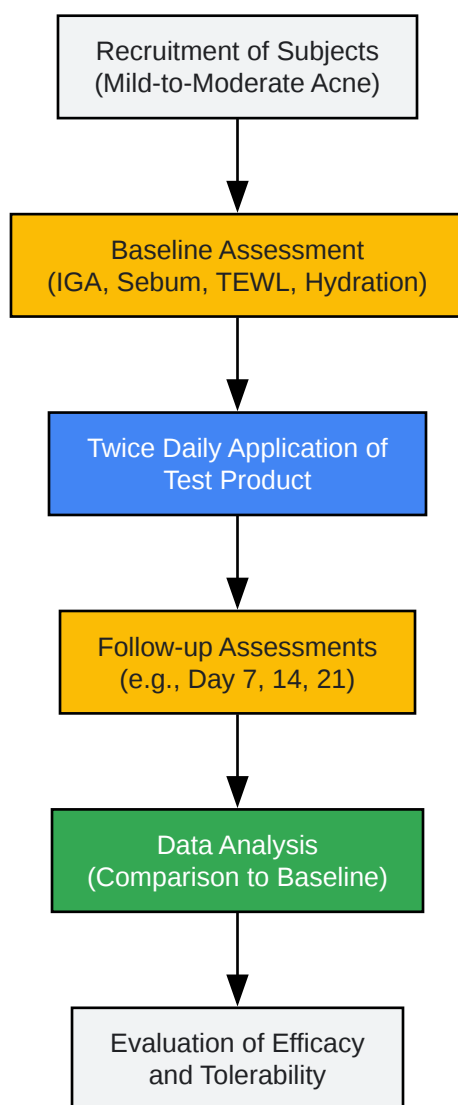 Recruitment of Subjects
(Mild-to-Moderate Acne)
Baseline Assessment
(IGA, Sebum, TEWL, Hydration)
Twice Daily Application of
Test Product
Follow-up Assessments
(e.g., Day 7, 14, 21)
Data Analysis
(Comparison to Baseline)
Evaluation of Efficacy
and Tolerability